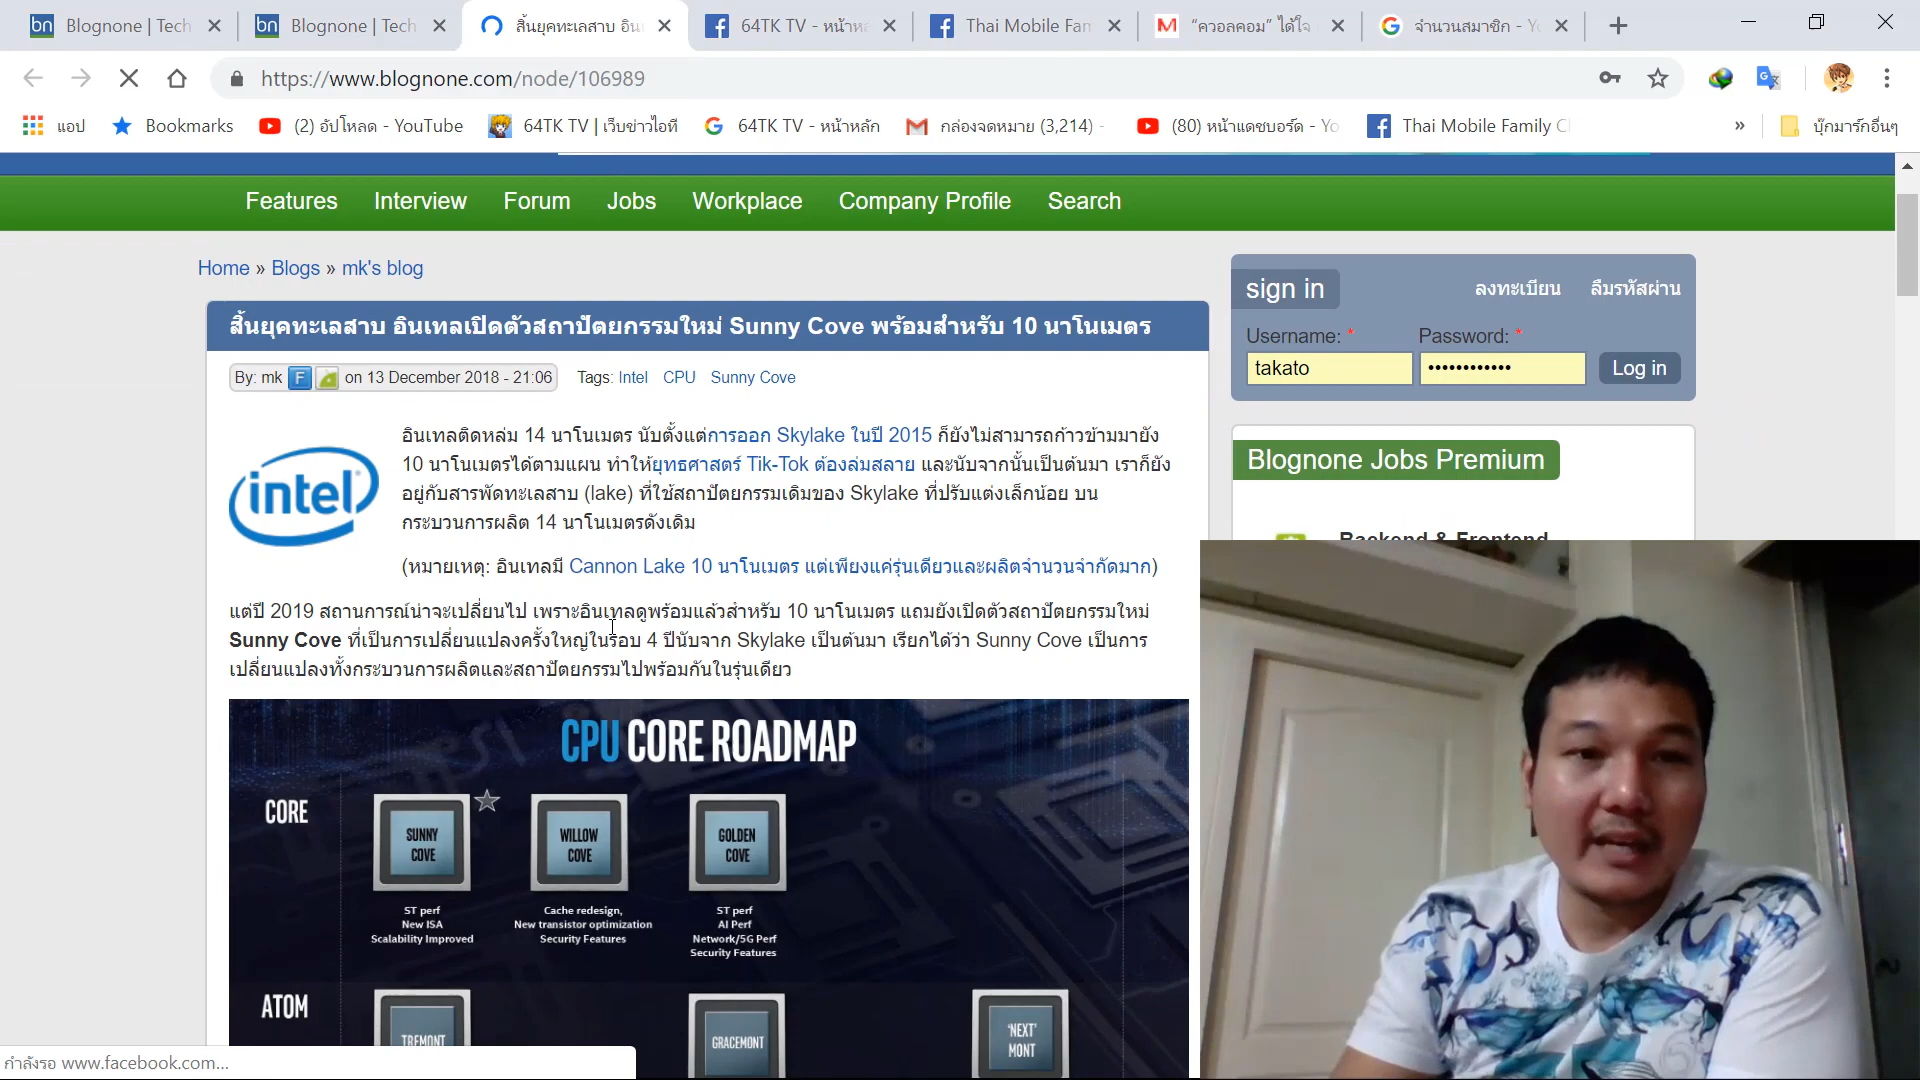 Blognone | Tech
Blognone | Tech
สิ้นยุคทะเลสาบ อิน
64TK TV - หน้าห
Thai Mobile Fam
"ควอลคอม" ได้ใจ
จำนวนสมาชิก - Y
https://www.blognone.com/node/106989
แอป
Bookmarks
(2) อัปโหลด - YouTube
64TK TV | เว็บข่าวไอที
64TK TV - หน้าหลัก
กล่องจดหมาย (3,214) -
(80) หน้าแดชบอร์ด - Yo
Thai Mobile Family C
»
บุ๊กมาร์กอื่นๆ
Features Interview Forum Jobs Workplace Company Profile Search
Home » Blogs » mk's blog
สิ้นยุคทะเลสาบ อินเทลเปิดตัวสถาปัตยกรรมใหม่ Sunny Cove พร้อมสำหรับ 10 นาโนเมตร
By: mk on 13 December 2018 - 21:06 Tags: Intel CPU Sunny Cove
intel
อินเทลติดหล่ม 14 นาโนเมตร นับตั้งแต่การออก Skylake ในปี 2015 ก็ยังไม่สามารถก้าวข้ามมายัง
10 นาโนเมตรได้ตามแผน ทำให้ยุทธศาสตร์ Tik-Tok ต้องล่มสลาย และนับจากนั้นเป็นต้นมา เราก็ยัง
อยู่กับสารพัดทะเลสาบ (lake) ที่ใช้สถาปัตยกรรมเดิมของ Skylake ที่ปรับแต่งเล็กน้อย บน
กระบวนการผลิต 14 นาโนเมตรดังเดิม
(หมายเหตุ: อินเทลมี Cannon Lake 10 นาโนเมตร แต่เพียงแค่รุ่นเดียวและผลิตจำนวนจำกัดมาก)
แต่ปี 2019 สถานการณ์น่าจะเปลี่ยนไป เพราะอินเทลดูพร้อมแล้วสำหรับ 10 นาโนเมตร แถมยังเปิดตัวสถาปัตยกรรมใหม่
Sunny Cove ที่เป็นการเปลี่ยนแปลงครั้งใหญ่ในรอบ 4 ปีนับจาก Skylake เป็นต้นมา เรียกได้ว่า Sunny Cove เป็นการ
เปลี่ยนแปลงทั้งกระบวนการผลิตและสถาปัตยกรรมไปพร้อมกันในรุ่นเดียว
CPU CORE ROADMAP
CORE
SUNNY
COVE
WILLOW
COVE
GOLDEN
COVE
ST perf
New ISA
Scalability Improved
Cache redesign,
New transistor optimization
Security Features
ST perf
AI Perf
Network/5G Perf
Security Features
ATOM
TREMONT
GRACEMONT
'NEXT'
MONT
sign in ลงทะเบียน ลืมรหัสผ่าน
Username: * Password: *
takato •••••••••••• Log in
Blognone Jobs Premium
Backend & Frontend
กำลังรอ www.facebook.com...